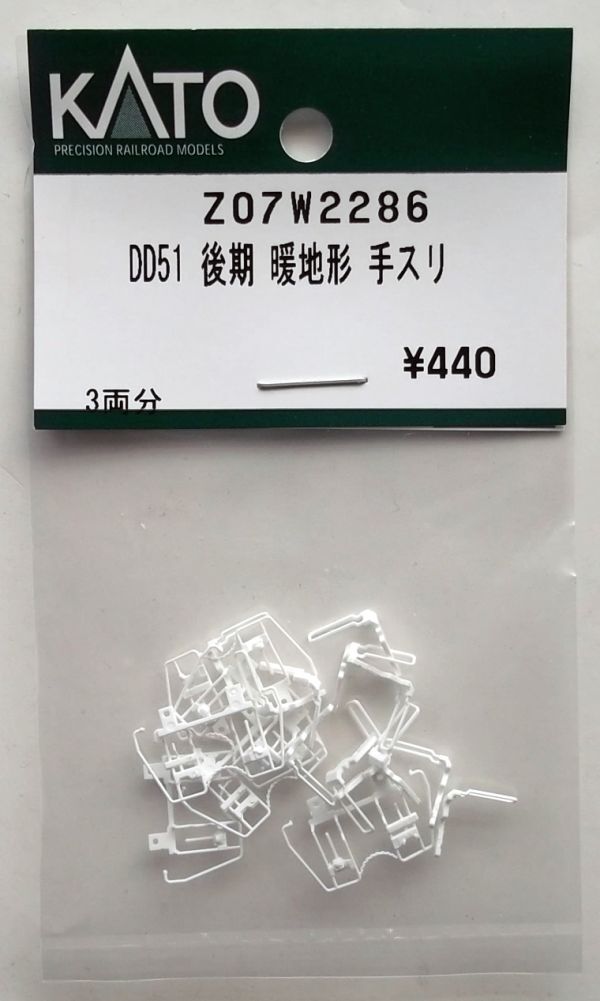 KATO
PRECISION RAILROAD MODELS
Z07W2286
DD51 後期 暖地形 手スリ
¥440
3両分